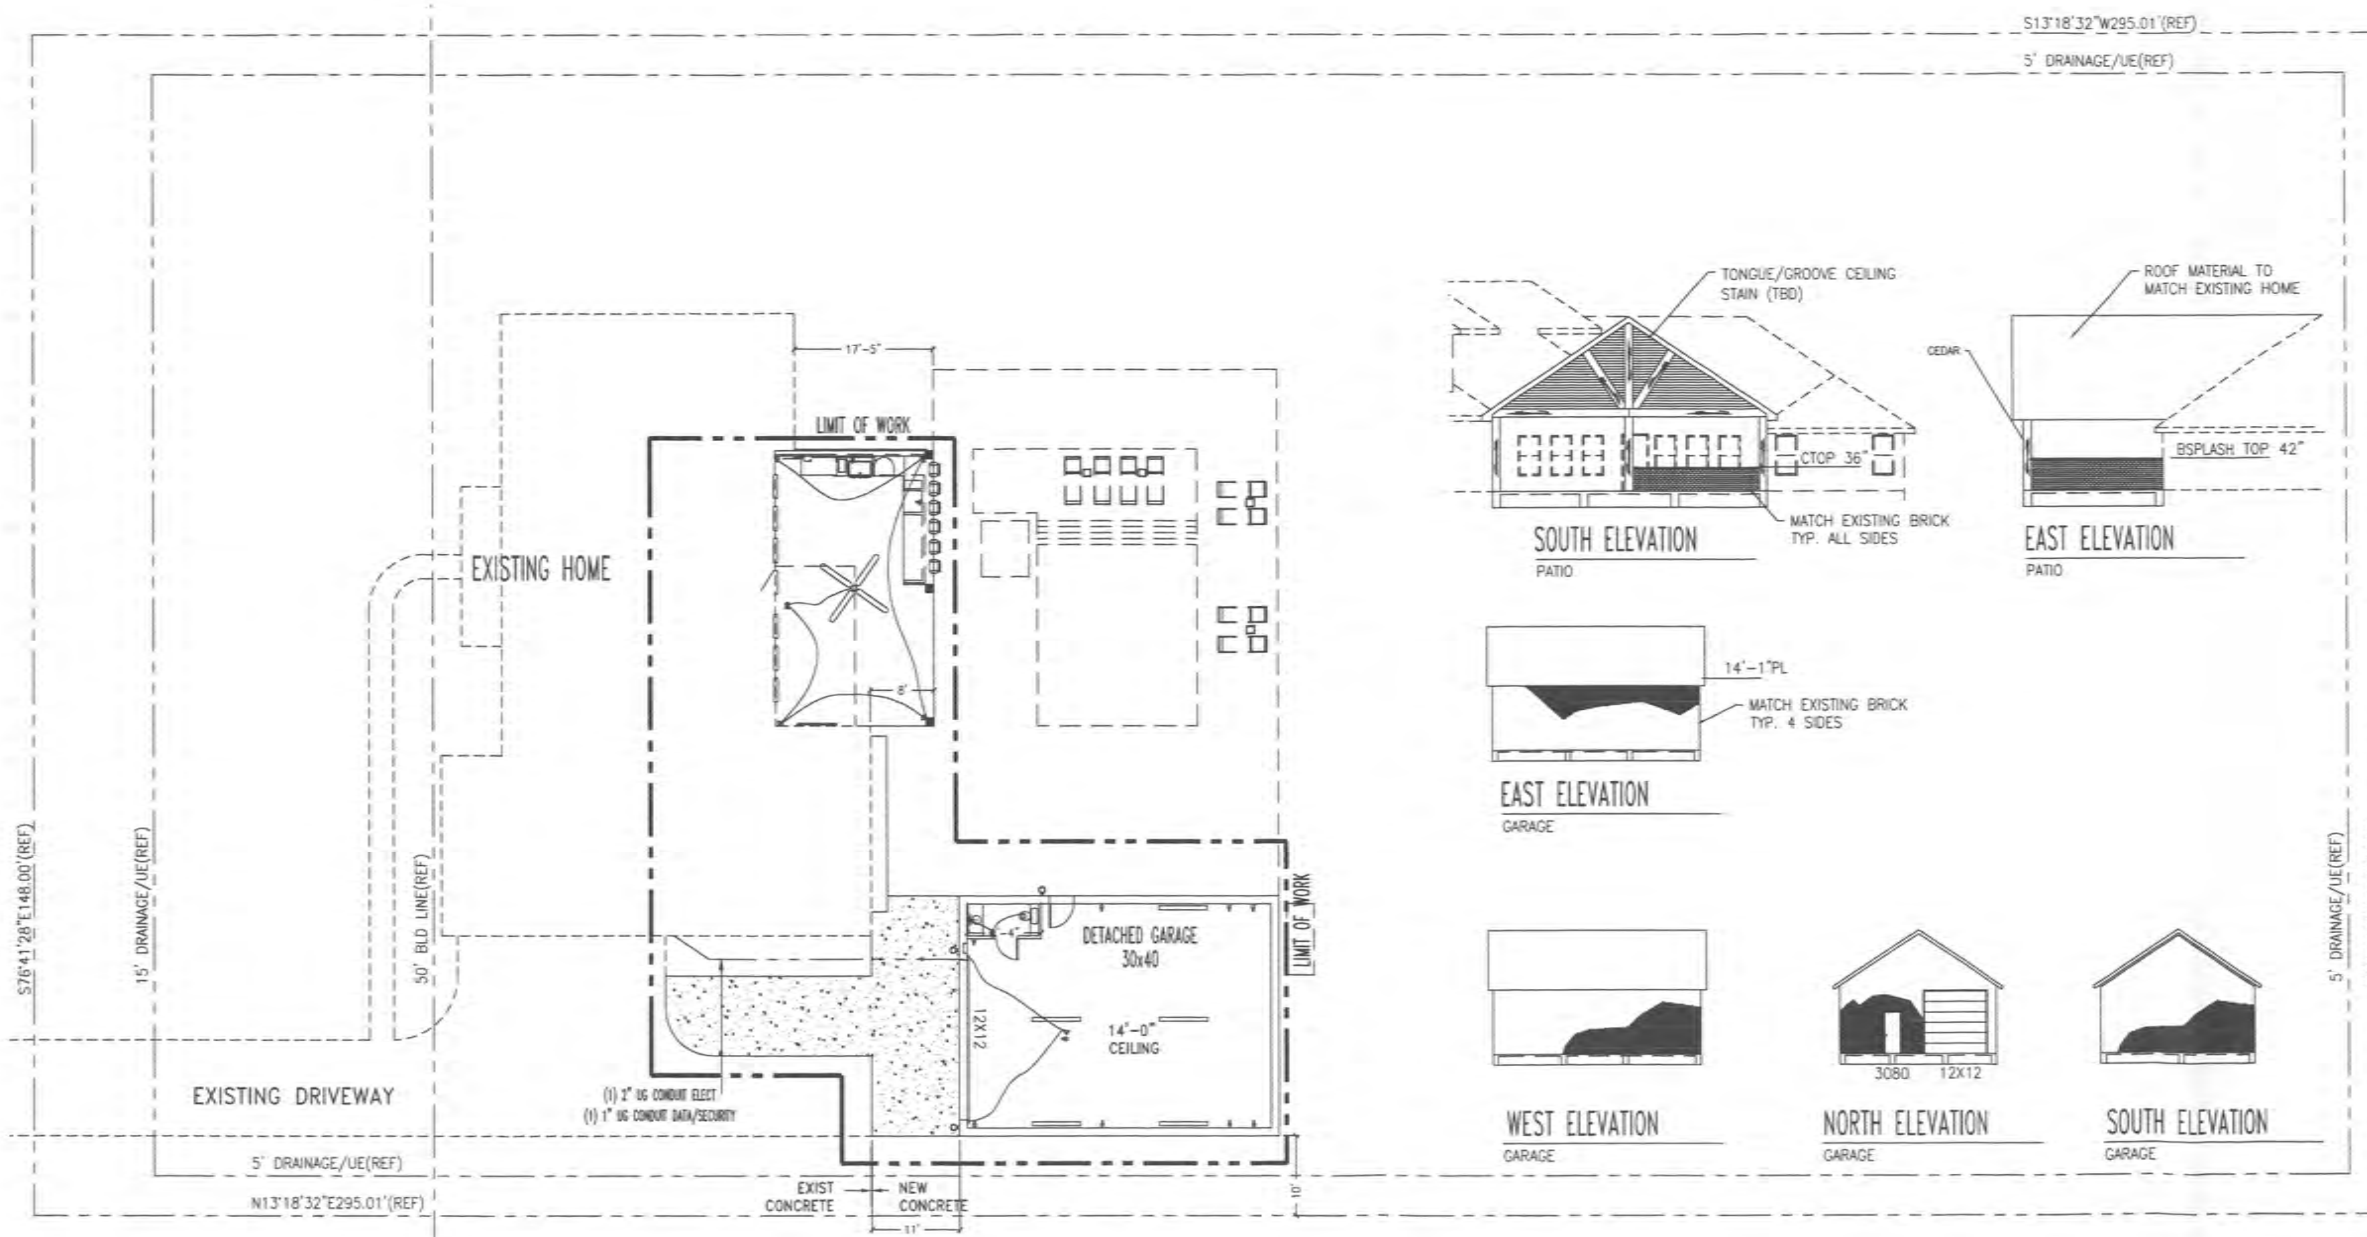 S13°18'32"W295.01'(REF)
5' DRAINAGE/UE(REF)
TONGUE/GROOVE CEILING
STAIN (TBD)
ROOF MATERIAL TO
MATCH EXISTING HOME
CEDAR
17'-5"
LIMIT OF WORK
CTOP 36"
BSPLASH TOP 42"
MATCH EXISTING BRICK
TYP. ALL SIDES
SOUTH ELEVATION
PATIO
EAST ELEVATION
PATIO
EXISTING HOME
8'
14'-1"PL
MATCH EXISTING BRICK
TYP. 4 SIDES
EAST ELEVATION
GARAGE
S76°41'28"E148.00'(REF)
15' DRAINAGE/UE(REF)
50' BLD LINE(REF)
LIMIT OF WORK
5' DRAINAGE/UE(REF)
DETACHED GARAGE
30x40
12X12
14'-0"
CEILING
3080
12X12
EXISTING DRIVEWAY
(1) 2" UG CONDUIT ELECT
(1) 1" UG CONDUIT DATA/SECURITY
WEST ELEVATION
GARAGE
NORTH ELEVATION
GARAGE
SOUTH ELEVATION
GARAGE
5' DRAINAGE/UE(REF)
N13°18'32"E295.01'(REF)
EXIST
CONCRETE
NEW
CONCRETE
11'
10'